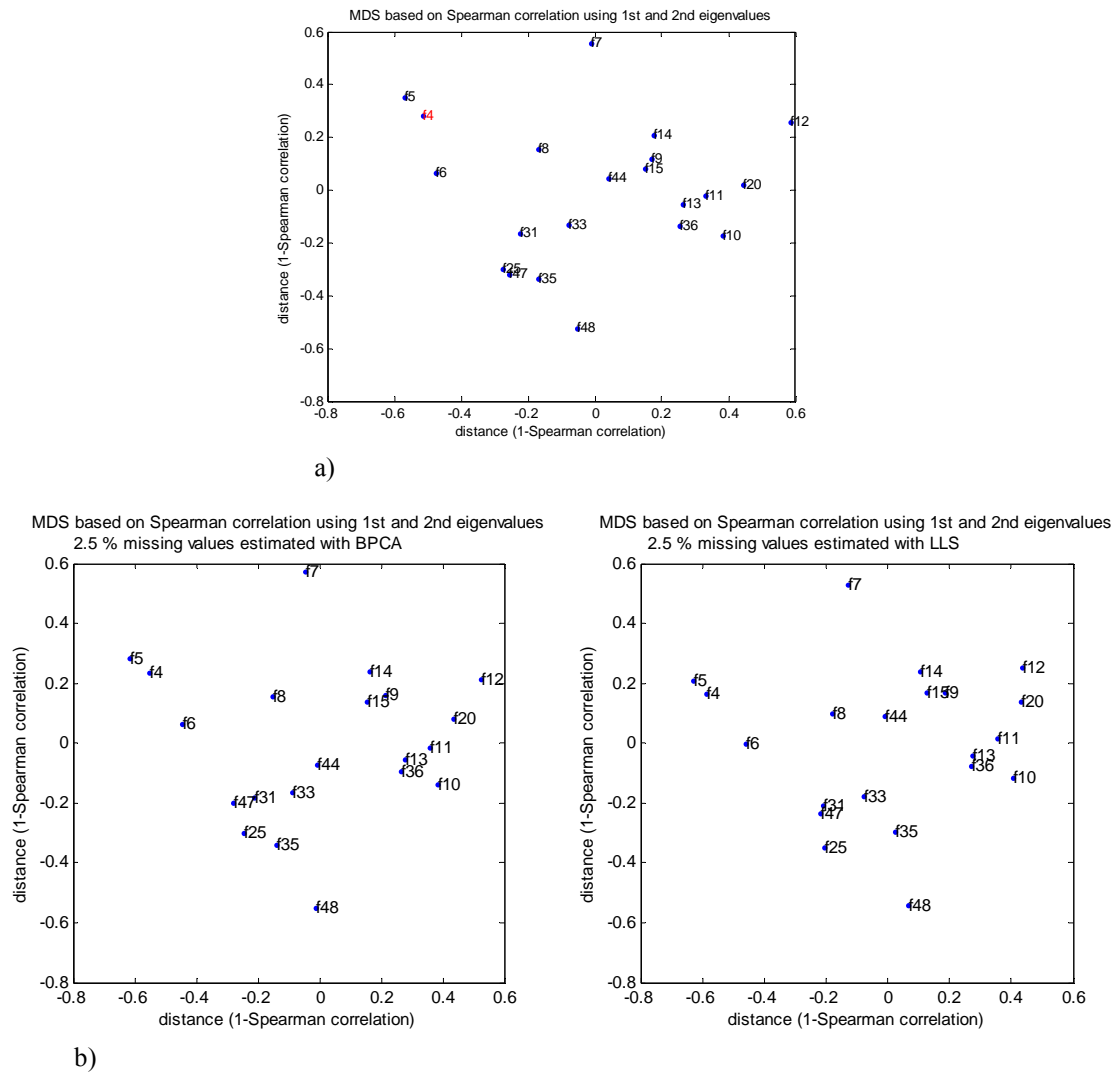 MDS based on Spearman correlation using 1st and 2nd eigenvalues
0.6
0.4
0.2
0
-0.2
-0.4
-0.6
-0.8
distance (1-Spearman correlation)
f7
f5
f4
f12
f14
f8
f9
f15
f6
f44
f20
f11
f13
f33
f36
f31
f10
f25
f47
f35
f48
-0.8 -0.6 -0.4 -0.2 0 0.2 0.4 0.6
distance (1-Spearman correlation)
a)
MDS based on Spearman correlation using 1st and 2nd eigenvalues
2.5 % missing values estimated with BPCA
0.6
0.4
0.2
0
-0.2
-0.4
-0.6
-0.8
distance (1-Spearman correlation)
f7
f5
f4
f14
f12
f8
f9
f15
f6
f20
f11
f13
f44
f36
f10
f33
f31
f47
f25
f35
f48
-0.8 -0.6 -0.4 -0.2 0 0.2 0.4 0.6
distance (1-Spearman correlation)
MDS based on Spearman correlation using 1st and 2nd eigenvalues
2.5 % missing values estimated with LLS
0.6
0.4
0.2
0
-0.2
-0.4
-0.6
-0.8
distance (1-Spearman correlation)
f7
f14
f12
f5
f4
f15
f9
f20
f8
f44
f6
f11
f13
f36
f10
f33
f31
f47
f35
f25
f48
-0.8 -0.6 -0.4 -0.2 0 0.2 0.4 0.6
distance (1-Spearman correlation)
b)